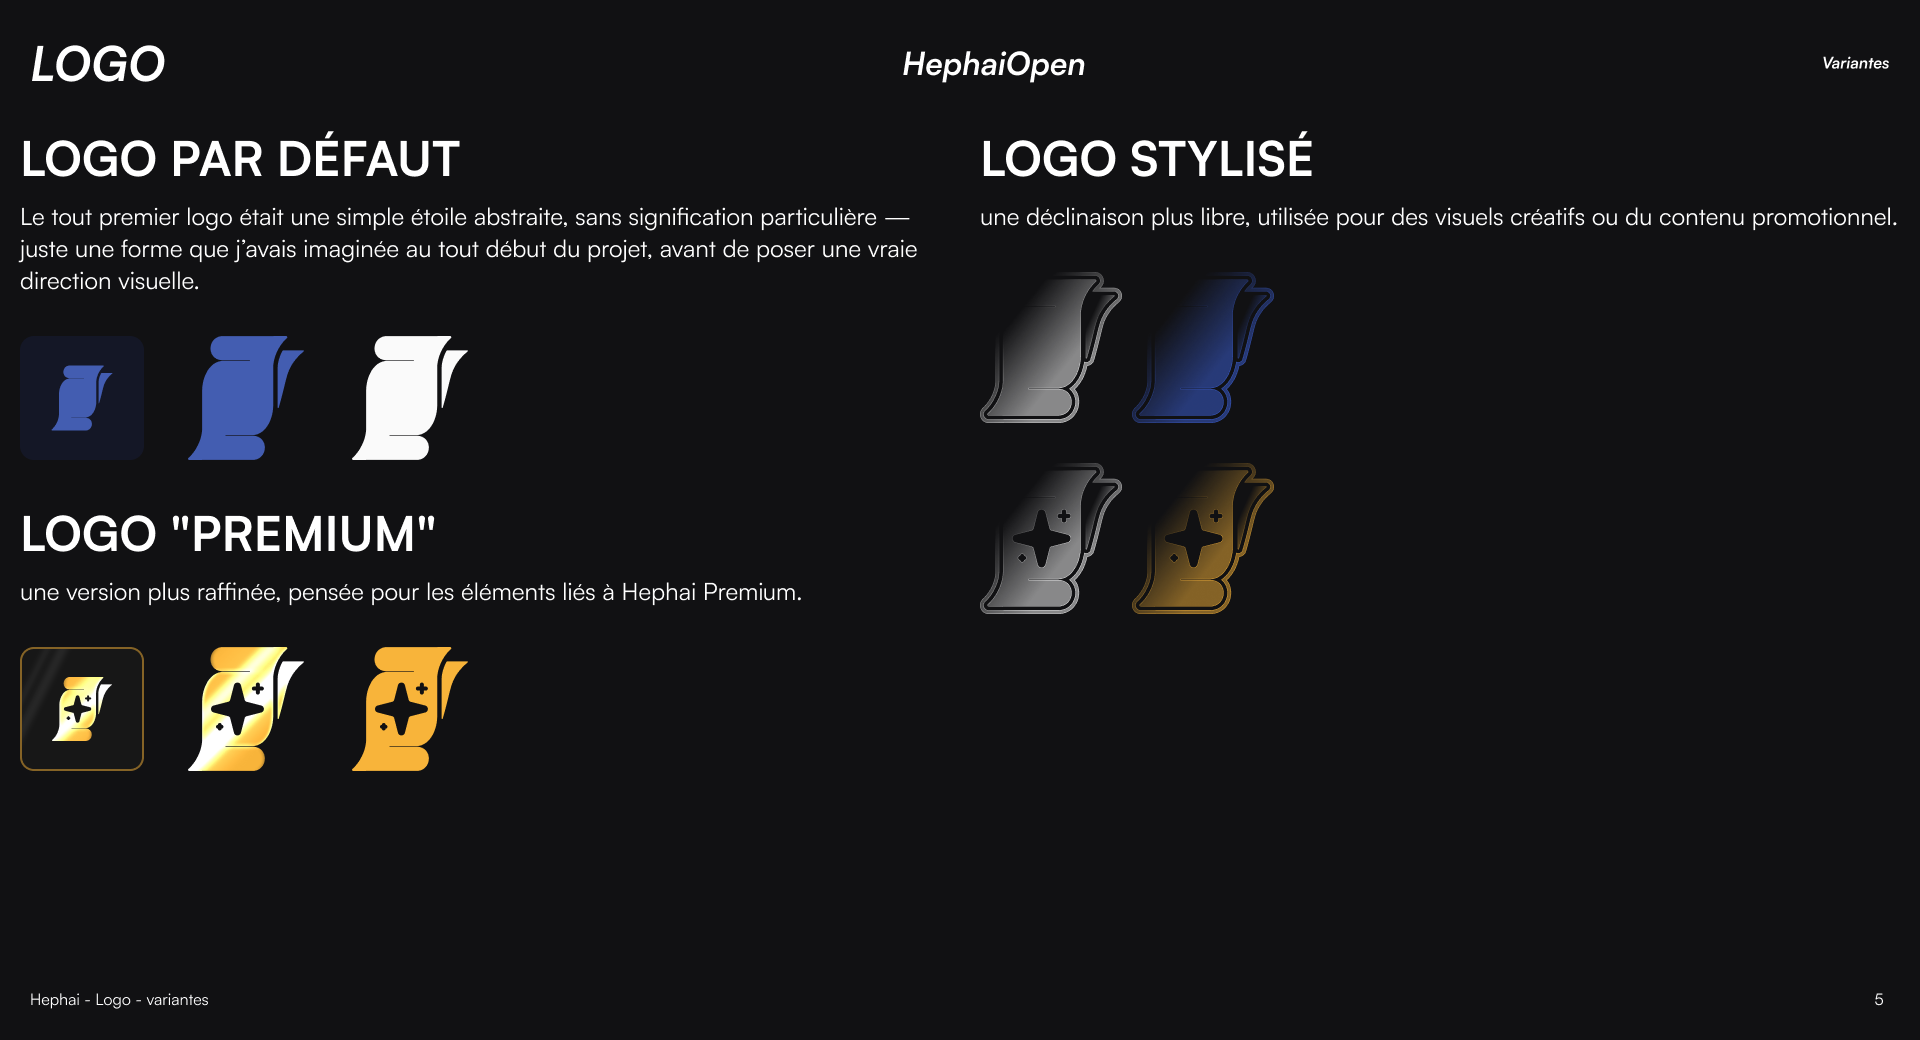 LOGO
HephaiOpen
Variantes
LOGO PAR DÉFAUT
Le tout premier logo était une simple étoile abstraite, sans signification particulière —
juste une forme que j’avais imaginée au tout début du projet, avant de poser une vraie
direction visuelle.
LOGO "PREMIUM"
une version plus raffinée, pensée pour les éléments liés à Hephai Premium.
LOGO STYLISÉ
une déclinaison plus libre, utilisée pour des visuels créatifs ou du contenu promotionnel.
Hephai - Logo - variantes
5